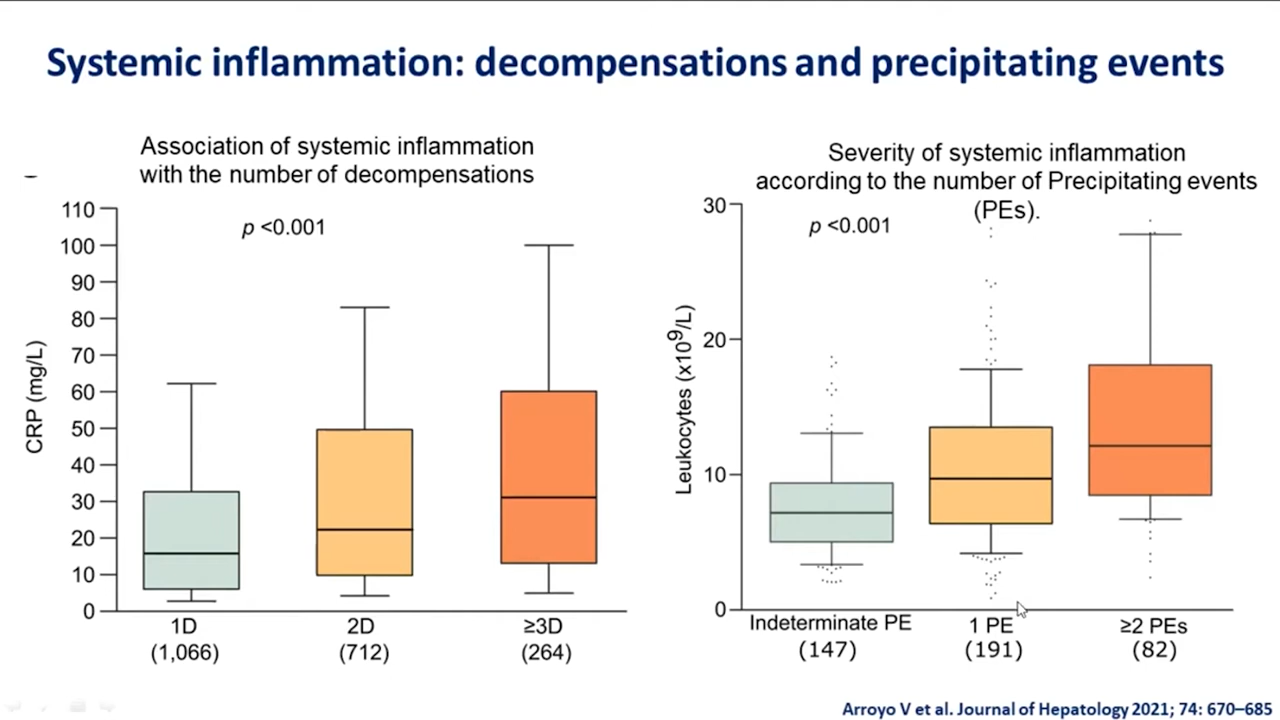 Systemic inflammation: decompensations and precipitating events
Association of systemic inflammation
with the number of decompensations
p <0.001
CRP (mg/L)
110
100
90
80
70
60
50
40
30
20
10
0
1D
2D
≥3D
(1,066)
(712)
(264)
Severity of systemic inflammation
according to the number of Precipitating events
(PEs).
p <0.001
Leukocytes (x10⁹/L)
30
20
10
0
Indeterminate PE
1 PE
≥2 PEs
(147)
(191)
(82)
Arroyo V et al. Journal of Hepatology 2021; 74: 670–685